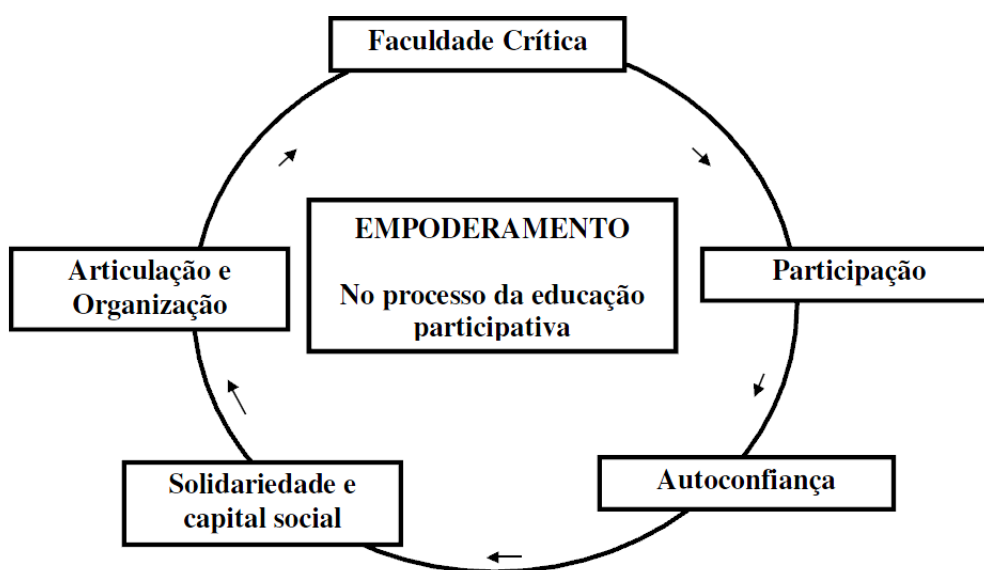 Faculdade Crítica
EMPODERAMENTO
No processo da educação
participativa
Articulação e
Organização
Participação
Solidariedade e
capital social
Autoconfiança